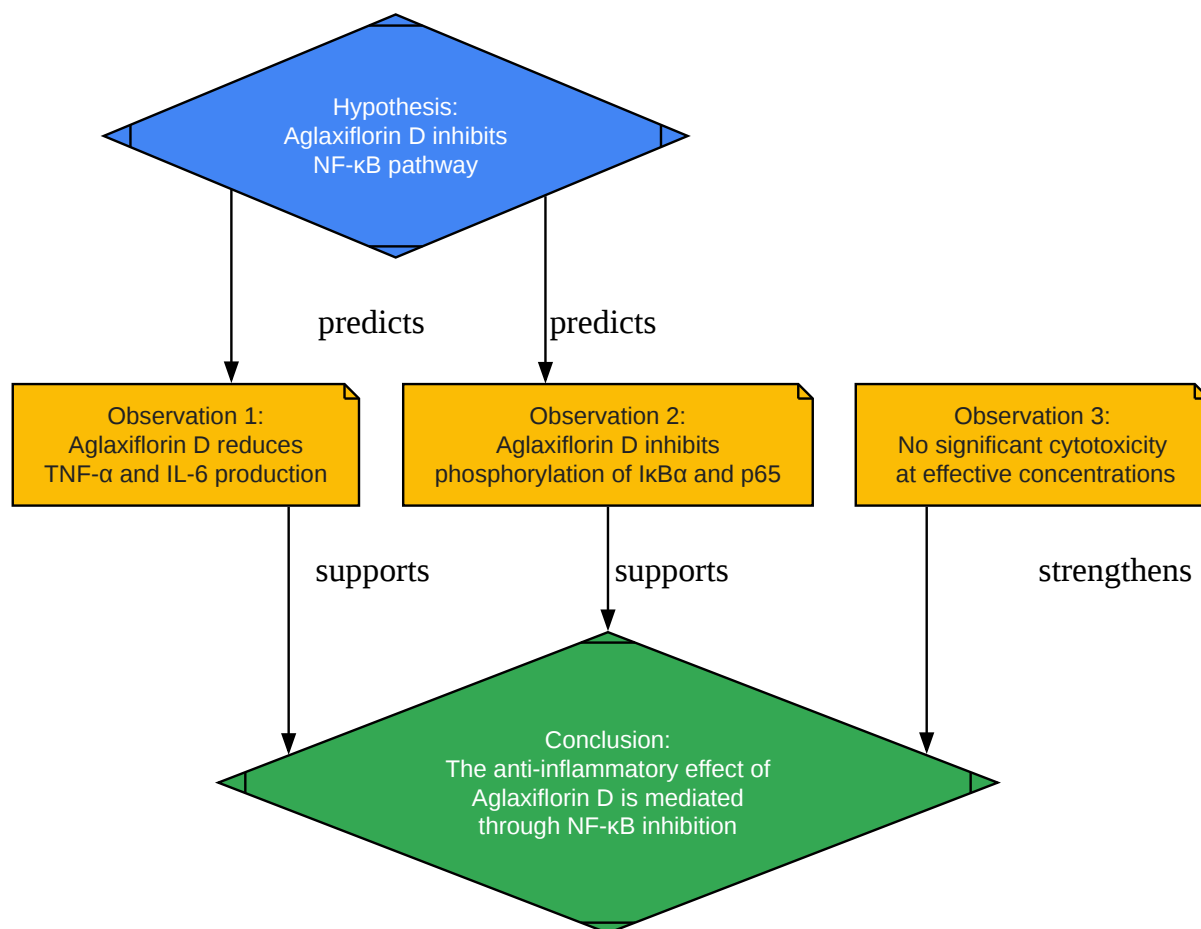 Hypothesis:
Aglaxiflorin D inhibits
NF-κB pathway
predicts
predicts
Observation 1:
Aglaxiflorin D reduces
TNF-α and IL-6 production
Observation 2:
Aglaxiflorin D inhibits
phosphorylation of IκBα and p65
Observation 3:
No significant cytotoxicity
at effective concentrations
supports
supports
strengthens
Conclusion:
The anti-inflammatory effect of
Aglaxiflorin D is mediated
through NF-κB inhibition